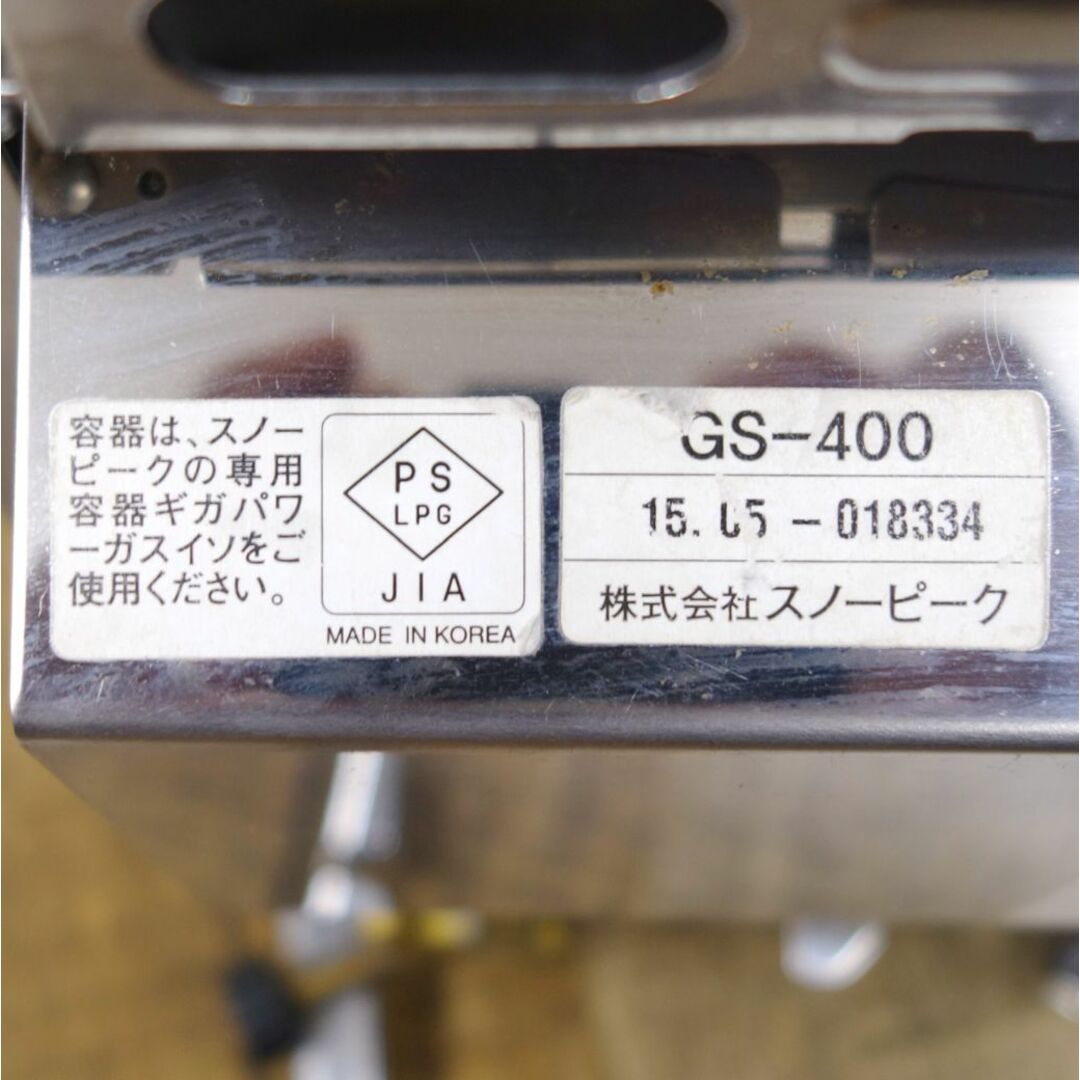 容器は、スノー
ピークの専用
容器ギガパワ
ーガスイソをご
使用ください。
PS
LPG
JIA
MADE IN KOREA
GS-400
15. 05 - 018334
株式会社スノーピーク